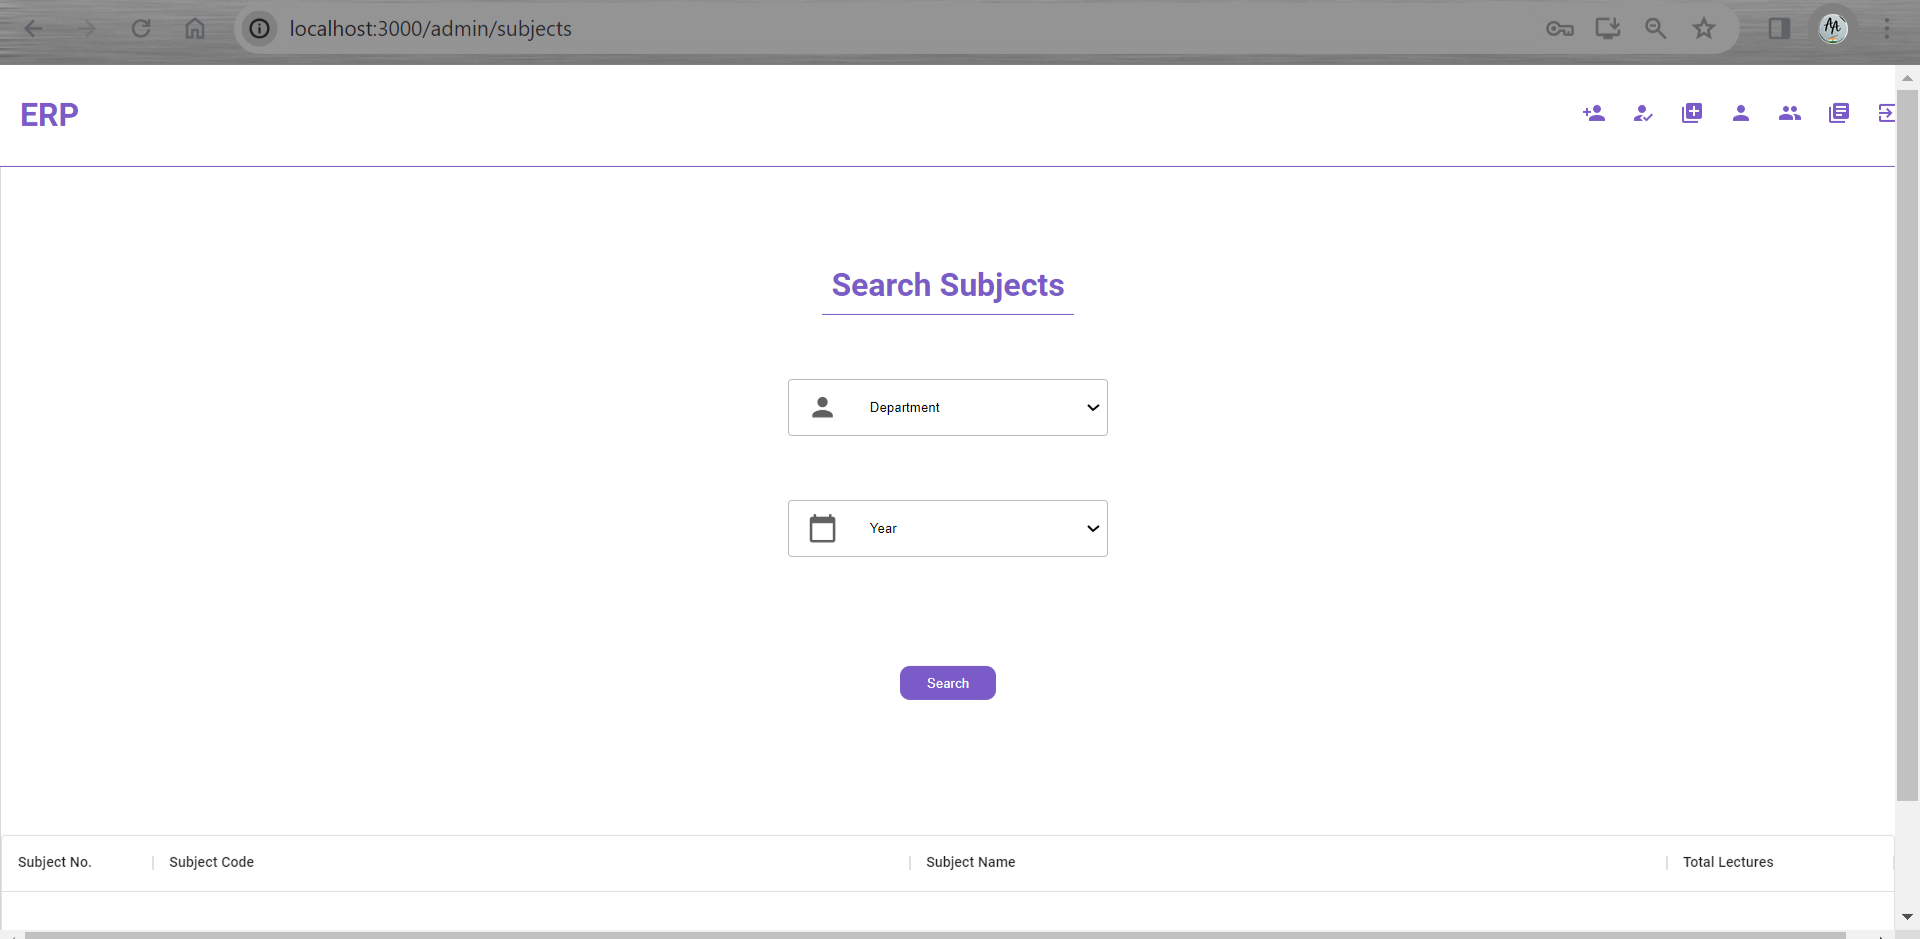 localhost:3000/admin/subjects
ERP
Search Subjects
Department
Year
Search
Subject No.
Subject Code
Subject Name
Total Lectures